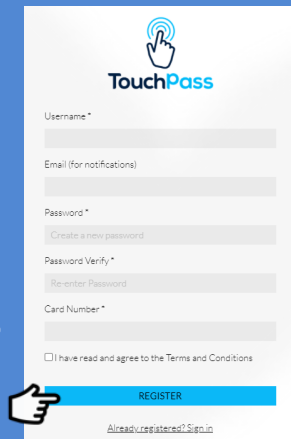 TouchPass
Username *
Email (for notifications)
Password *
Create a new password
Password Verify *
Re-enter Password
Card Number *
I have read and agree to the Terms and Conditions
REGISTER
Already registered? Sign in